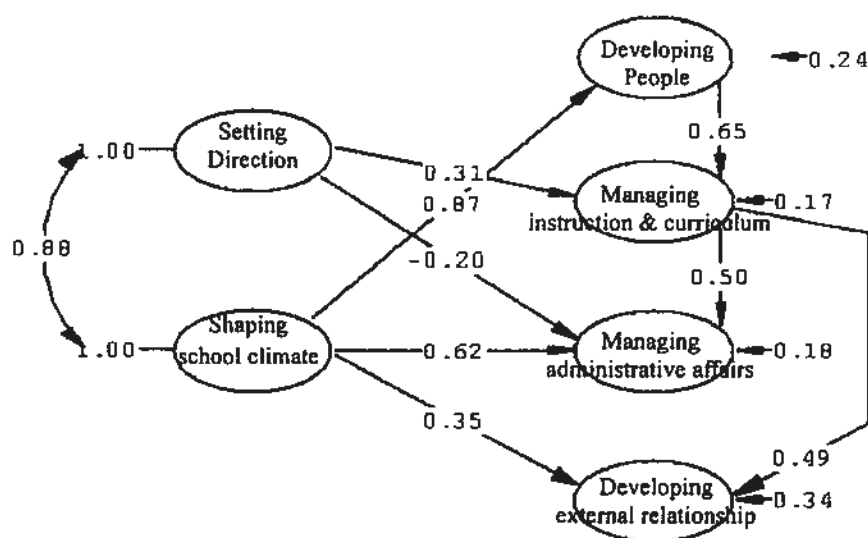 Developing
People
0.24
Setting
Direction
1.00
0.65
0.31
Managing
instruction & curriculum
0.17
0.87
0.88
-0.20
0.50
Shaping
school climate
1.00
0.62
Managing
administrative affairs
0.18
0.35
0.49
Developing
external relationship
0.34